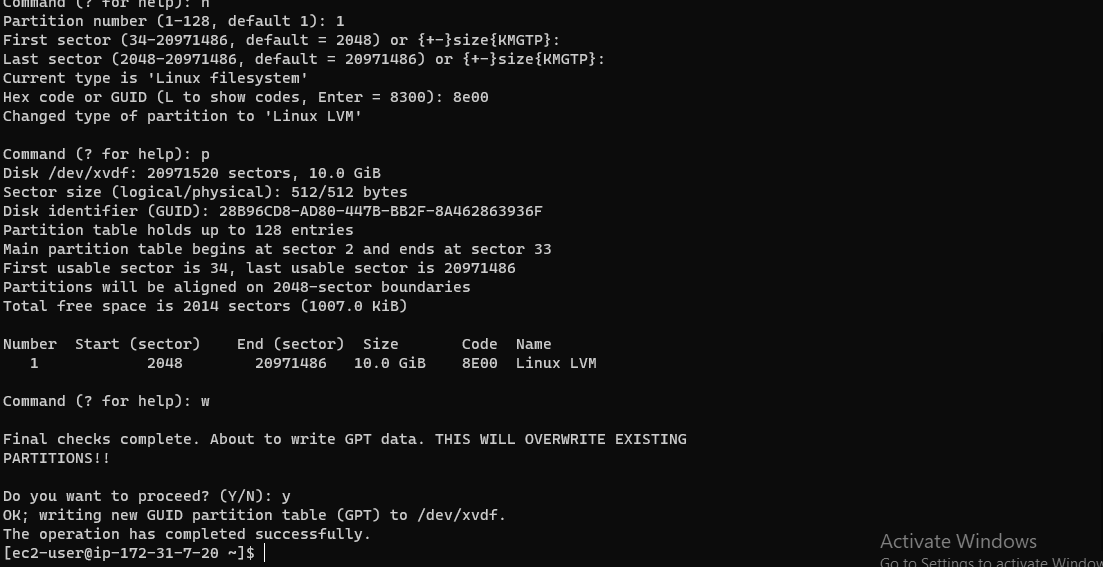 Command (? for help): n
Partition number (1-128, default 1): 1
First sector (34-20971486, default = 2048) or {+-}size{KMGTP}:
Last sector (2048-20971486, default = 20971486) or {+-}size{KMGTP}:
Current type is 'Linux filesystem'
Hex code or GUID (L to show codes, Enter = 8300): 8e00
Changed type of partition to 'Linux LVM'
Command (? for help): p
Disk /dev/xvdf: 20971520 sectors, 10.0 GiB
Sector size (logical/physical): 512/512 bytes
Disk identifier (GUID): 28B96CD8-AD80-447B-BB2F-8A462863936F
Partition table holds up to 128 entries
Main partition table begins at sector 2 and ends at sector 33
First usable sector is 34, last usable sector is 20971486
Partitions will be aligned on 2048-sector boundaries
Total free space is 2014 sectors (1007.0 KiB)
Number  Start (sector)    End (sector)  Size       Code  Name
   1            2048        20971486   10.0 GiB    8E00  Linux LVM
Command (? for help): w
Final checks complete. About to write GPT data. THIS WILL OVERWRITE EXISTING
PARTITIONS!!
Do you want to proceed? (Y/N): y
OK; writing new GUID partition table (GPT) to /dev/xvdf.
The operation has completed successfully.
[ec2-user@ip-172-31-7-20 ~]$
Activate Windows
Go to Settings to activate Window